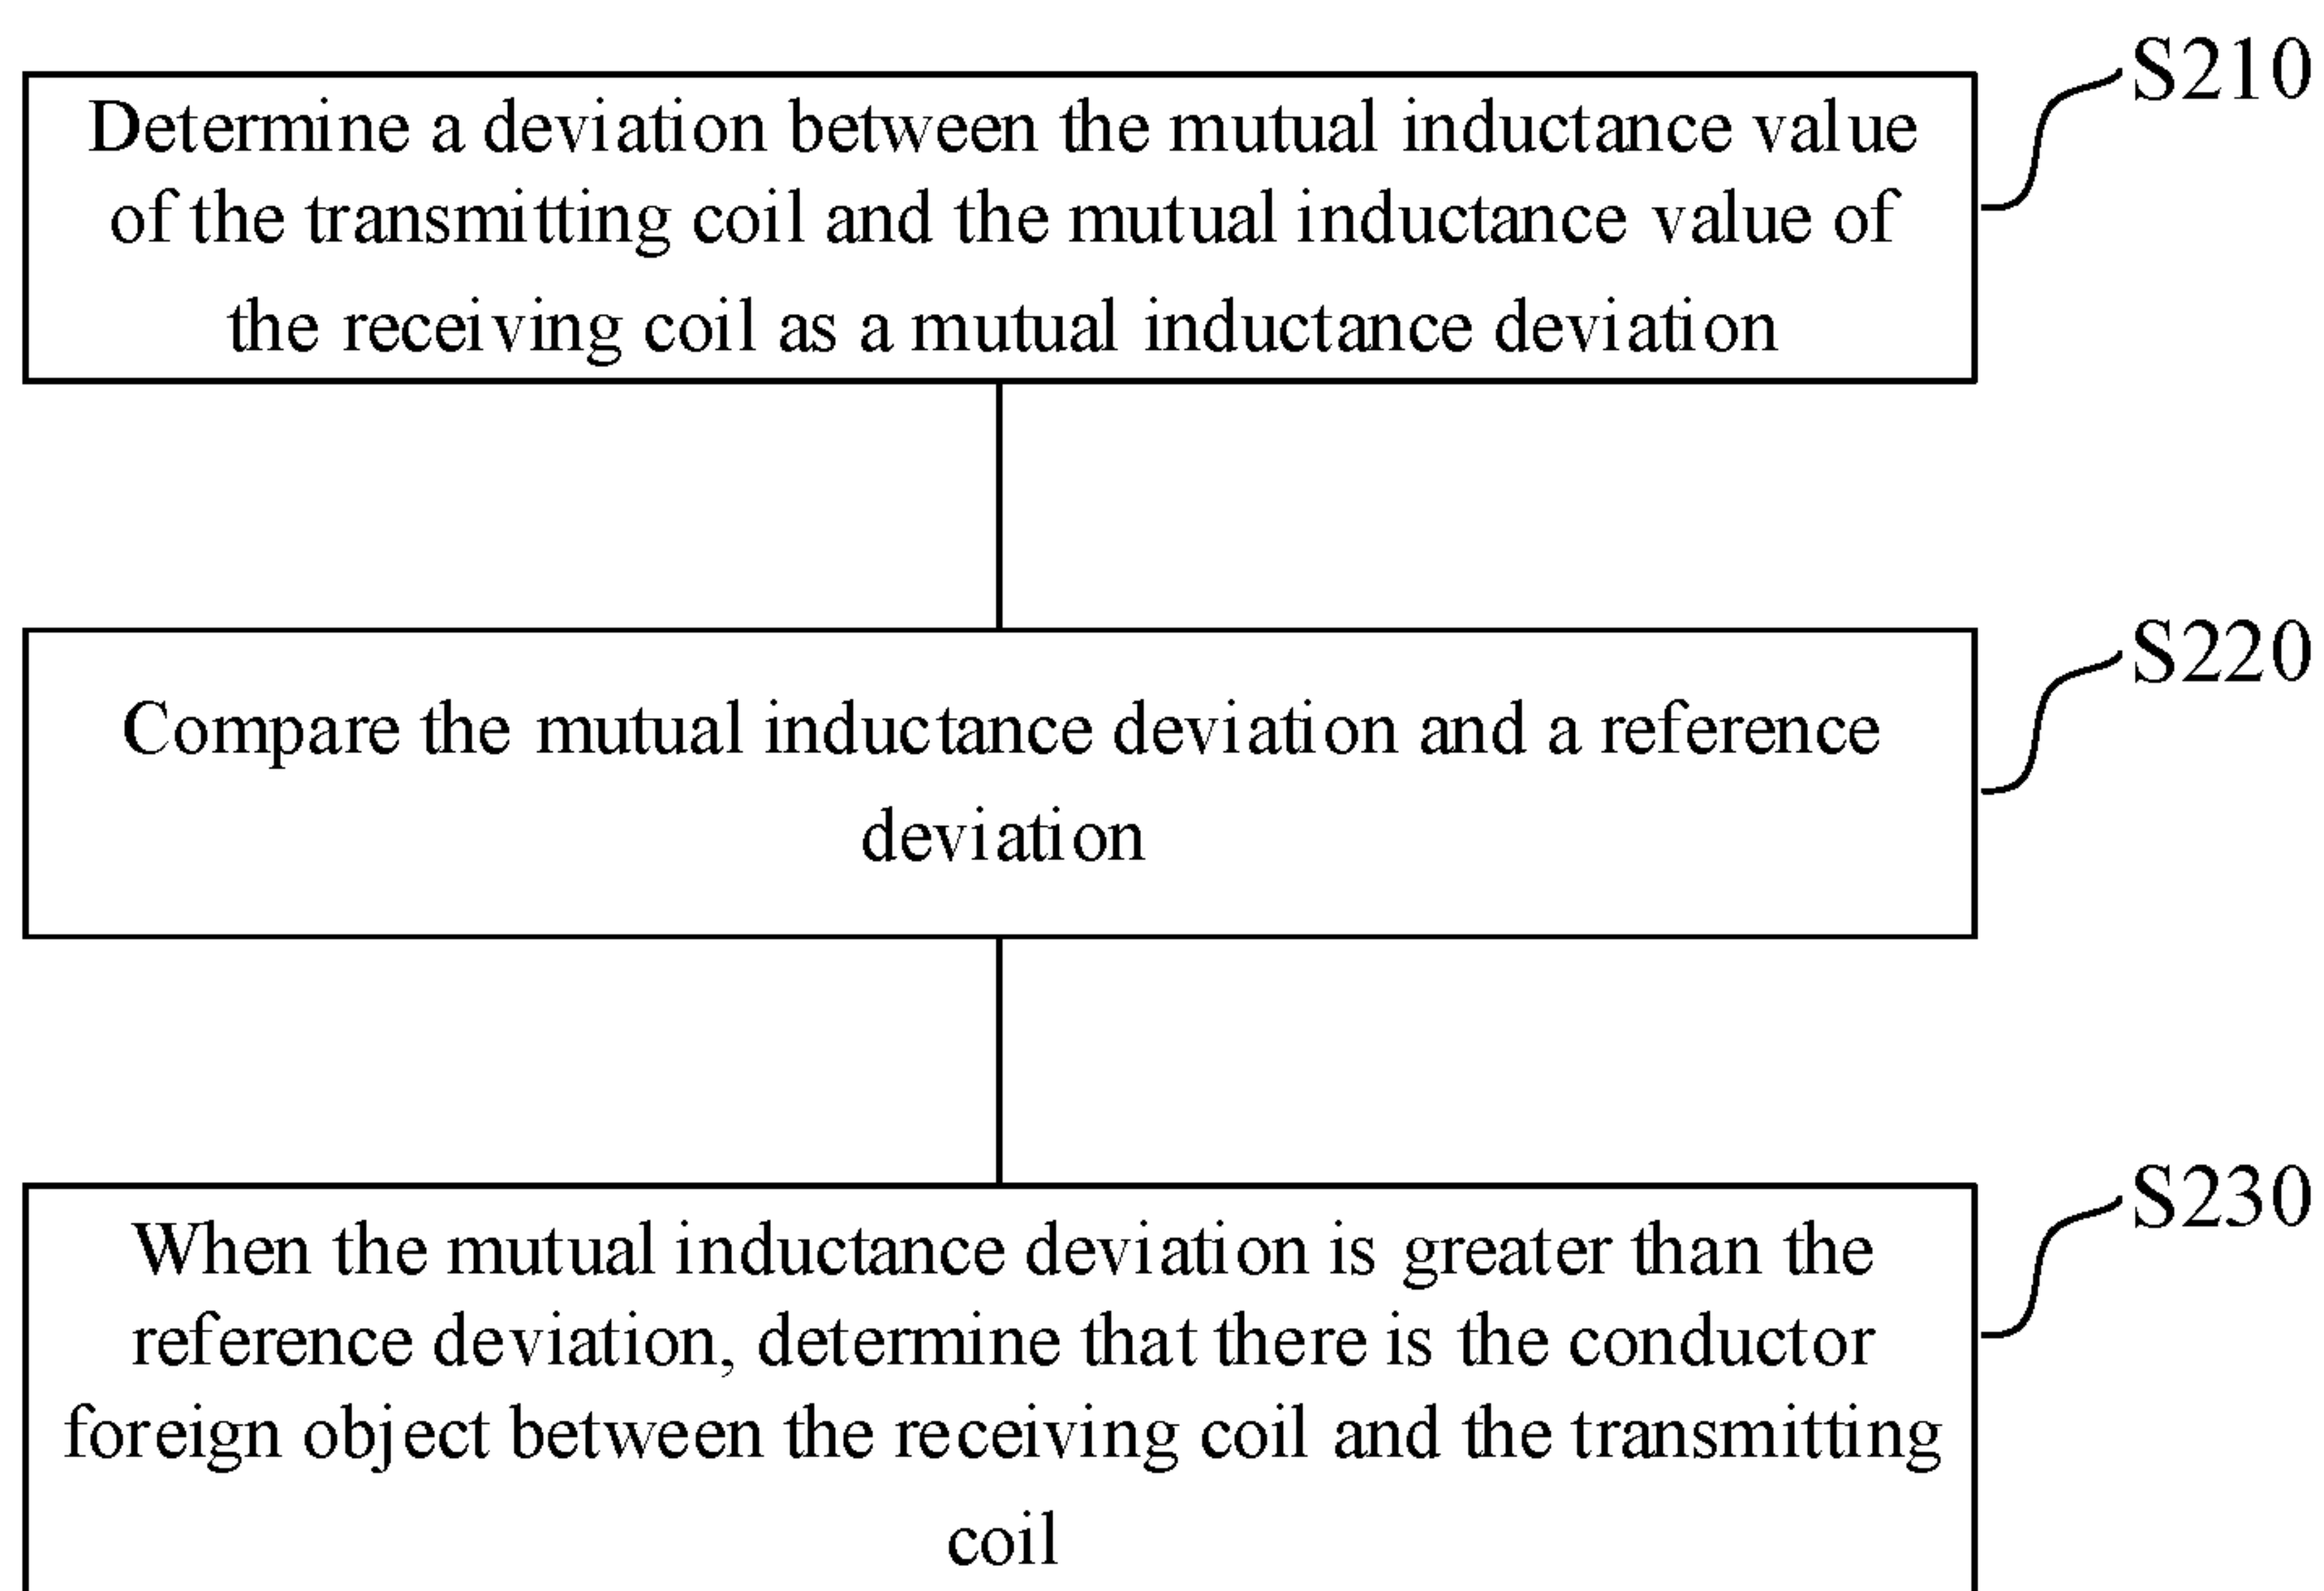 S210
Determine a deviation between the mutual inductance value
of the transmitting coil and the mutual inductance value of
the receiving coil as a mutual inductance deviation
S220
Compare the mutual inductance deviation and a reference
deviation
S230
When the mutual inductance deviation is greater than the
reference deviation, determine that there is the conductor
foreign object between the receiving coil and the transmitting
coil